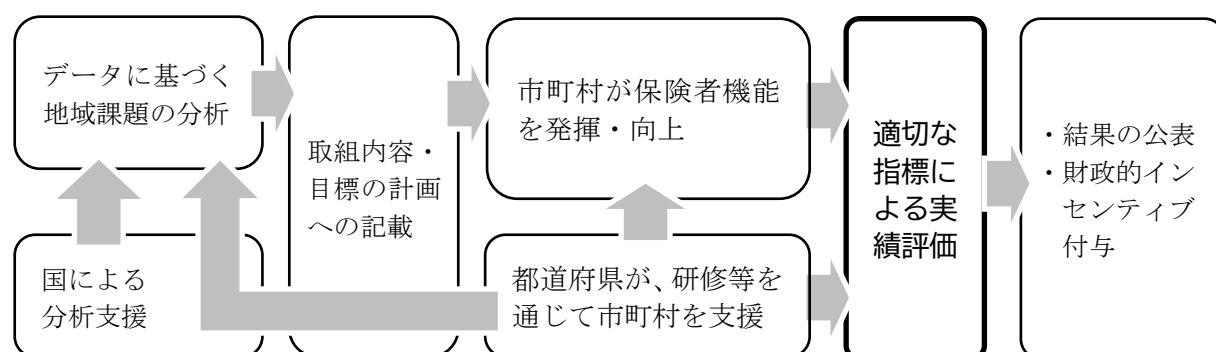 データに基づく
地域課題の分析
国による
分析支援
取組内容・
目標の計画
への記載
市町村が保険者機能
を発揮・向上
都道府県が、研修等を
通じて市町村を支援
適切な
指標に
よる実
績評価
・結果の公表
・財政的イン
センティブ
付与